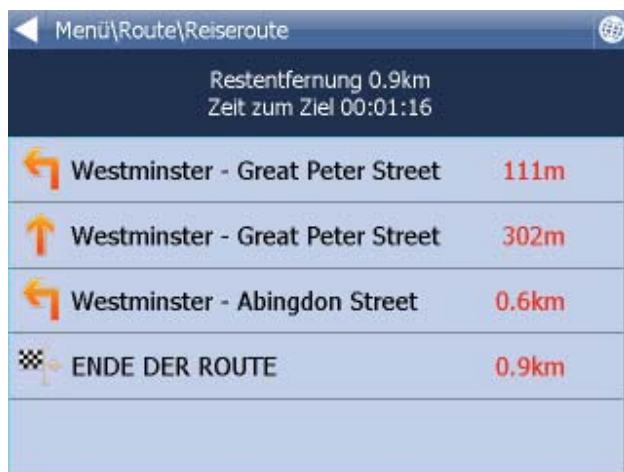 Menü\Route\Reiseroute
Restentfernung 0.9km
Zeit zum Ziel 00:01:16
Westminster - Great Peter Street 111m
Westminster - Great Peter Street 302m
Westminster - Abingdon Street 0.6km
ENDE DER ROUTE 0.9km